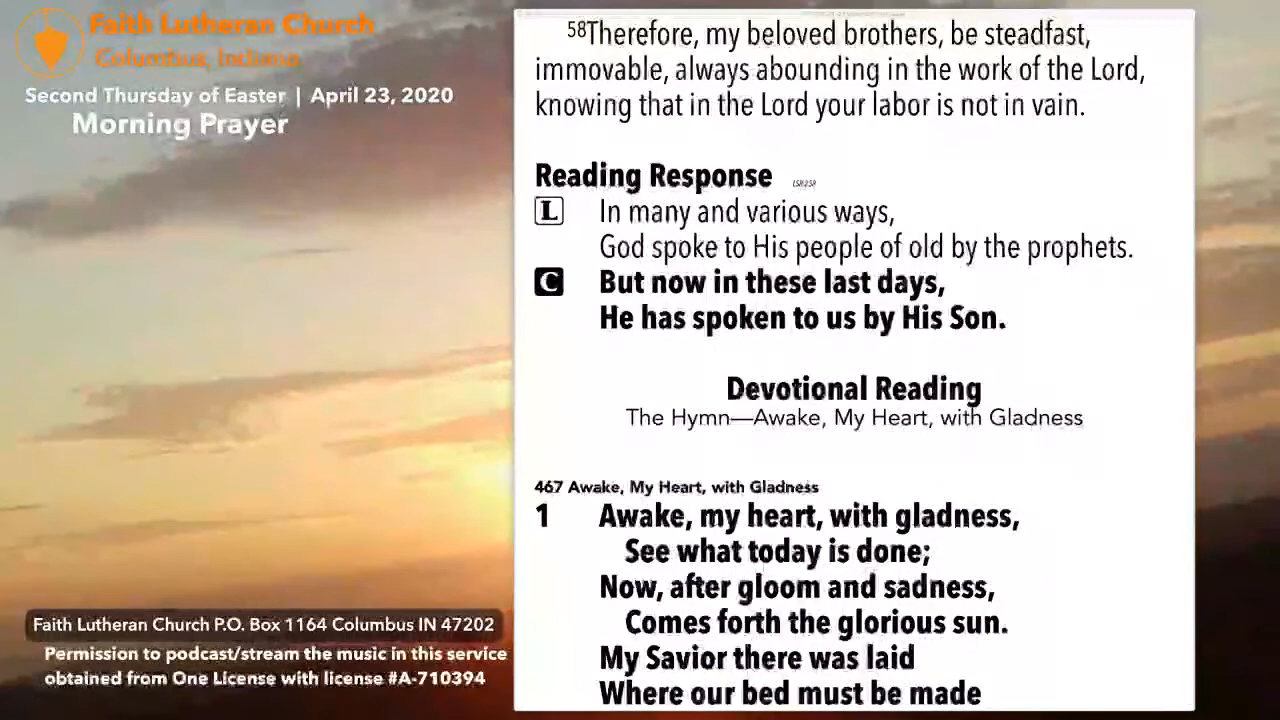 Faith Lutheran Church
Columbus, Indiana
Second Thursday of Easter | April 23, 2020
Morning Prayer
58Therefore, my beloved brothers, be steadfast,
immovable, always abounding in the work of the Lord,
knowing that in the Lord your labor is not in vain.
Reading Response LSB 258
L In many and various ways,
God spoke to His people of old by the prophets.
C But now in these last days,
He has spoken to us by His Son.
Devotional Reading
The Hymn—Awake, My Heart, with Gladness
467 Awake, My Heart, with Gladness
1 Awake, my heart, with gladness,
See what today is done;
Now, after gloom and sadness,
Comes forth the glorious sun.
My Savior there was laid
Where our bed must be made
Faith Lutheran Church P.O. Box 1164 Columbus IN 47202
Permission to podcast/stream the music in this service
obtained from One License with license #A-710394